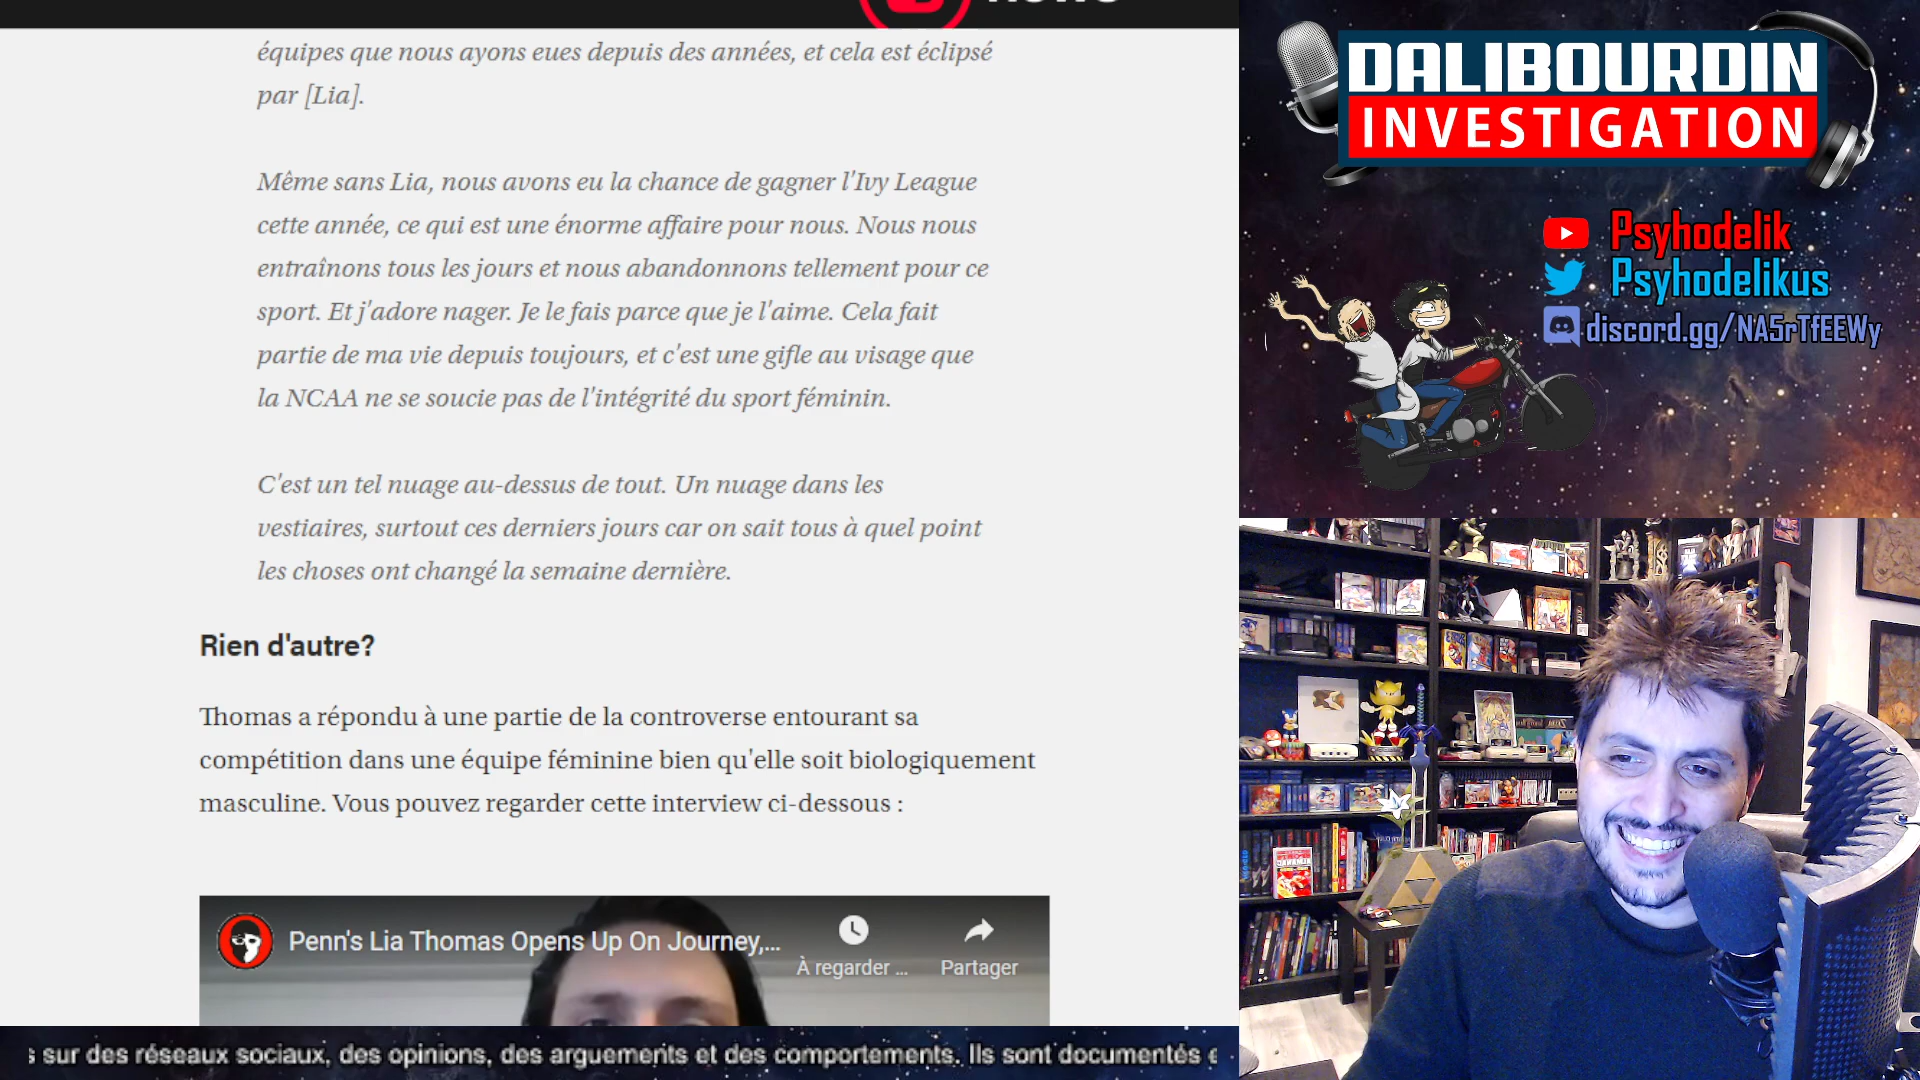 équipes que nous ayons eues depuis des années, et cela est éclipsé
par [Lia].
Même sans Lia, nous avons eu la chance de gagner l'Ivy League
cette année, ce qui est une énorme affaire pour nous. Nous nous
entraînons tous les jours et nous abandonnons tellement pour ce
sport. Et j'adore nager. Je le fais parce que je l'aime. Cela fait
partie de ma vie depuis toujours, et c'est une gifle au visage que
la NCAA ne se soucie pas de l'intégrité du sport féminin.
C'est un tel nuage au-dessus de tout. Un nuage dans les
vestiaires, surtout ces derniers jours car on sait tous à quel point
les choses ont changé la semaine dernière.
Rien d'autre?
Thomas a répondu à une partie de la controverse entourant sa
compétition dans une équipe féminine bien qu'elle soit biologiquement
masculine. Vous pouvez regarder cette interview ci-dessous :
Penn's Lia Thomas Opens Up On Journey,...
À regarder ...
Partager
s sur des réseaux sociaux, des opinions, des arguements et des comportements. Ils sont documentés e
DALIBOURDIN
INVESTIGATION
Psyhodelik
Psyhodelikus
discord.gg/NA5rTfEEWy